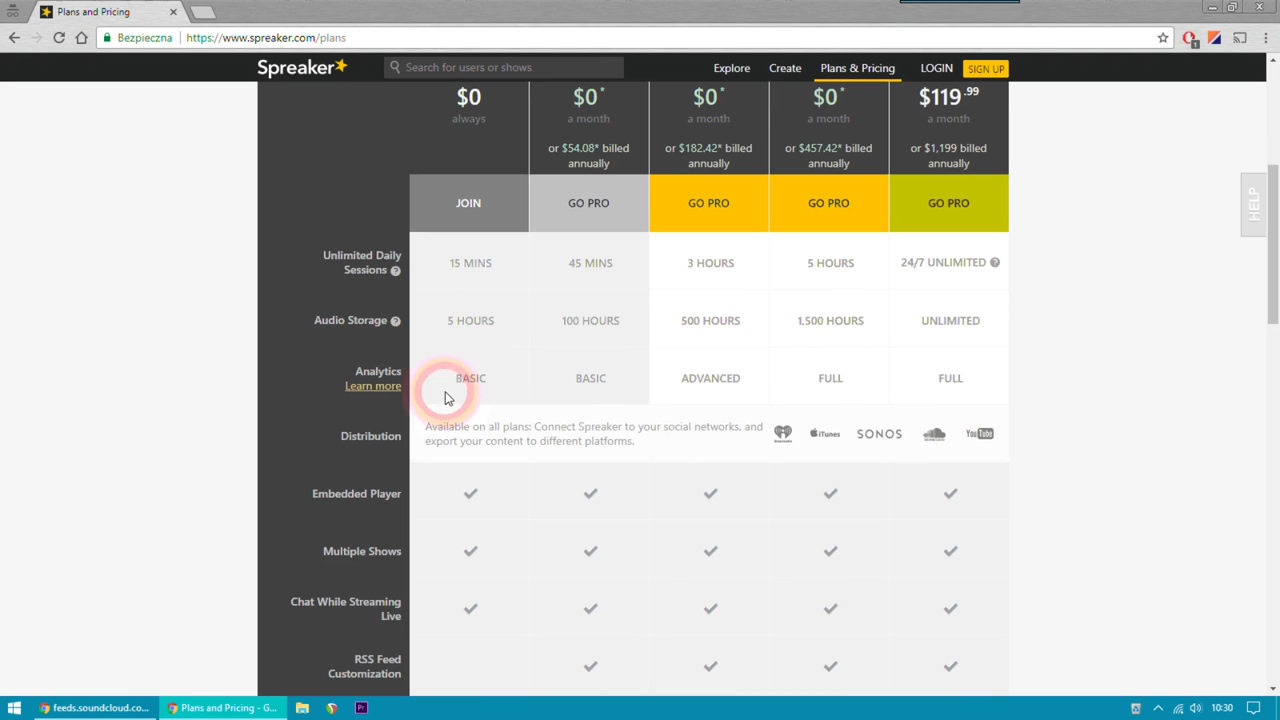 Plans and Pricing
Bezpieczna
https://www.spreaker.com/plans
1
Spreaker
Search for users or shows
Explore
Create
Plans & Pricing
LOGIN
SIGN UP
$0
$0*
$0*
$0*
$119.99
always
a month
a month
a month
a month
or $54.08* billed annually
or $182.42* billed annually
or $457.42* billed annually
or $1,199 billed annually
JOIN
GO PRO
GO PRO
GO PRO
GO PRO
HELP
Unlimited Daily
Sessions ?
15 MINS
45 MINS
3 HOURS
5 HOURS
24/7 UNLIMITED ?
Audio Storage ?
5 HOURS
100 HOURS
500 HOURS
1,500 HOURS
UNLIMITED
Analytics
Learn more
BASIC
BASIC
ADVANCED
FULL
FULL
Distribution
Available on all plans: Connect Spreaker to your social networks, and
export your content to different platforms.
iTunes
SONOS
YouTube
Embedded Player
Multiple Shows
Chat While Streaming
Live
RSS Feed
Customization
feeds.soundcloud.co...
Plans and Pricing - G...
Pr
10:30